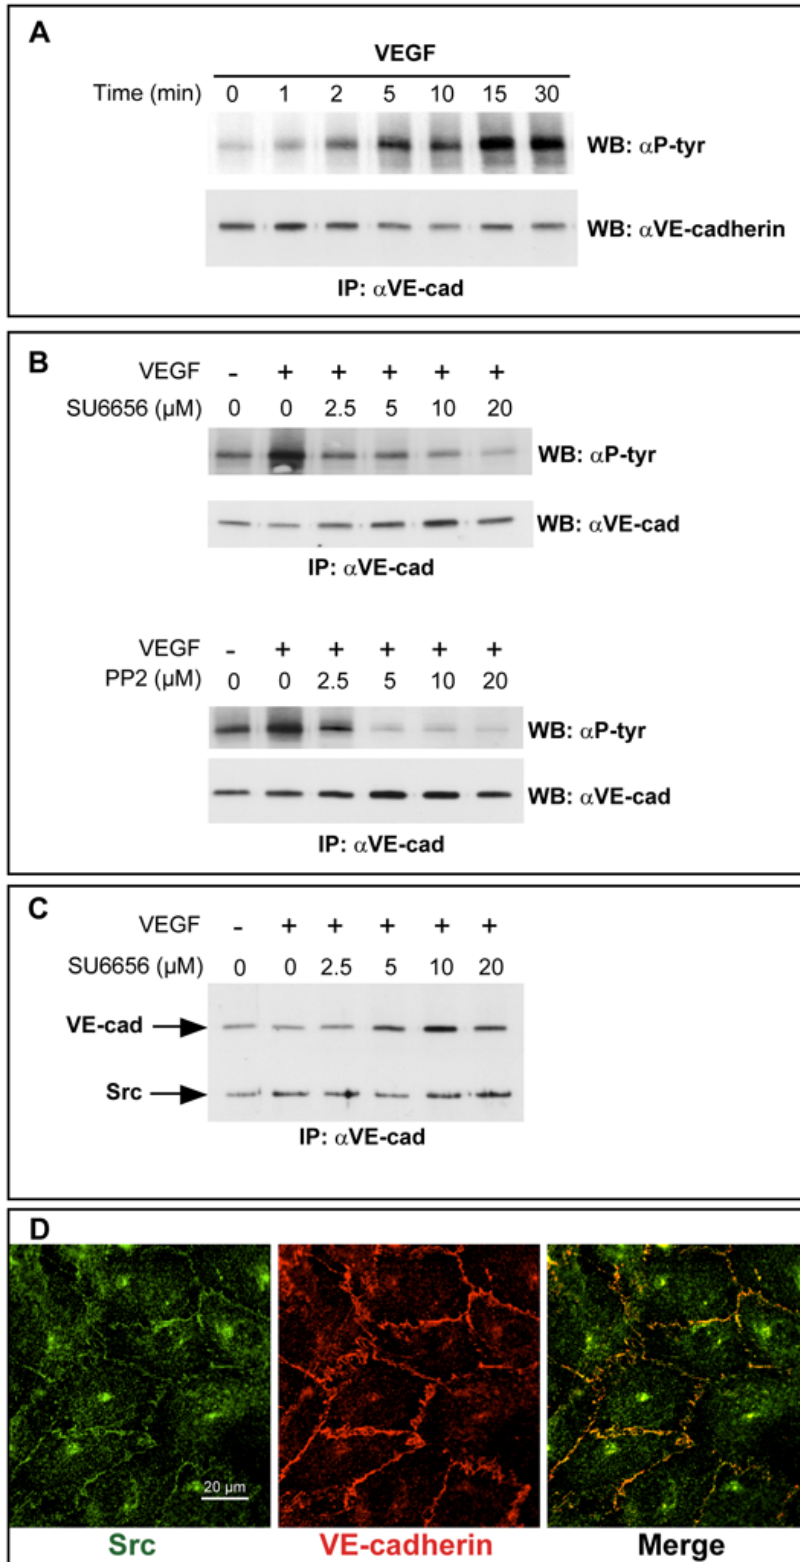 A
VEGF
Time (min) 0 1 2 5 10 15 30
WB: αP-tyr
WB: αVE-cadherin
IP: αVE-cad
B
VEGF - + + + + +
SU6656 (µM) 0 0 2.5 5 10 20
WB: αP-tyr
WB: αVE-cad
IP: αVE-cad
VEGF - + + + + +
PP2 (µM) 0 0 2.5 5 10 20
WB: αP-tyr
WB: αVE-cad
IP: αVE-cad
C
VEGF - + + + + +
SU6656 (µM) 0 0 2.5 5 10 20
VE-cad
Src
IP: αVE-cad
D
20 µm
Src VE-cadherin Merge